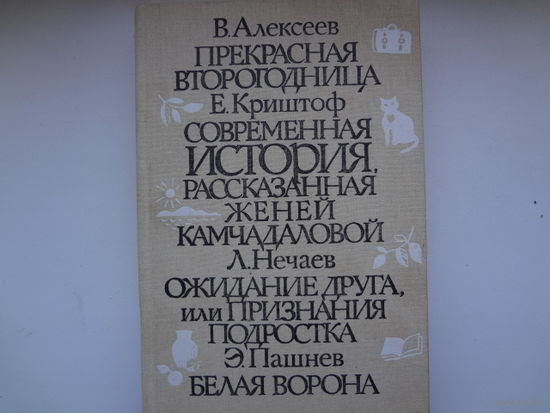 В. Алексеев
ПРЕКРАСНАЯ
ВТОРОГОДНИЦА
Е. Криштоф
СОВРЕМЕННАЯ
ИСТОРИЯ,
РАССКАЗАННАЯ
ЖЕНЕЙ
КАМЧАДАЛОВОЙ
Л. Нечаев
ОЖИДАНИЕ ДРУГА,
или ПРИЗНАНИЯ
ПОДРОСТКА
Э. Пашнев
БЕЛАЯ ВОРОНА